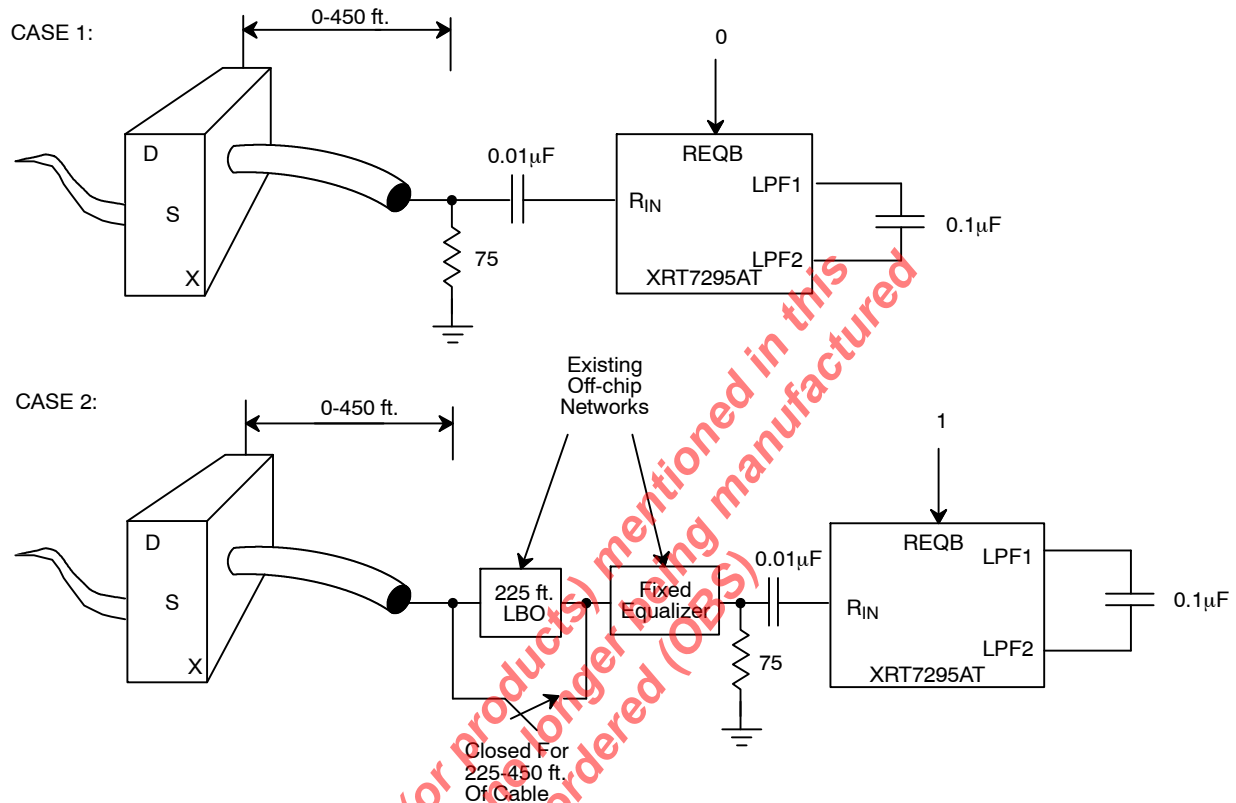 CASE 1:
0-450 ft.
0
D
S
X
0.01µF
75
REQB
R_IN
LPF1
LPF2
XRT7295AT
0.1µF
CASE 2:
0-450 ft.
Existing
Off-chip
Networks
1
D
S
X
225 ft.
LBO
Fixed
Equalizer
0.01µF
75
REQB
R_IN
LPF1
LPF2
XRT7295AT
0.1µF
Closed For
225-450 ft.
Of Cable
(or products) mentioned in this
no longer being manufactured
ordered (OBS)